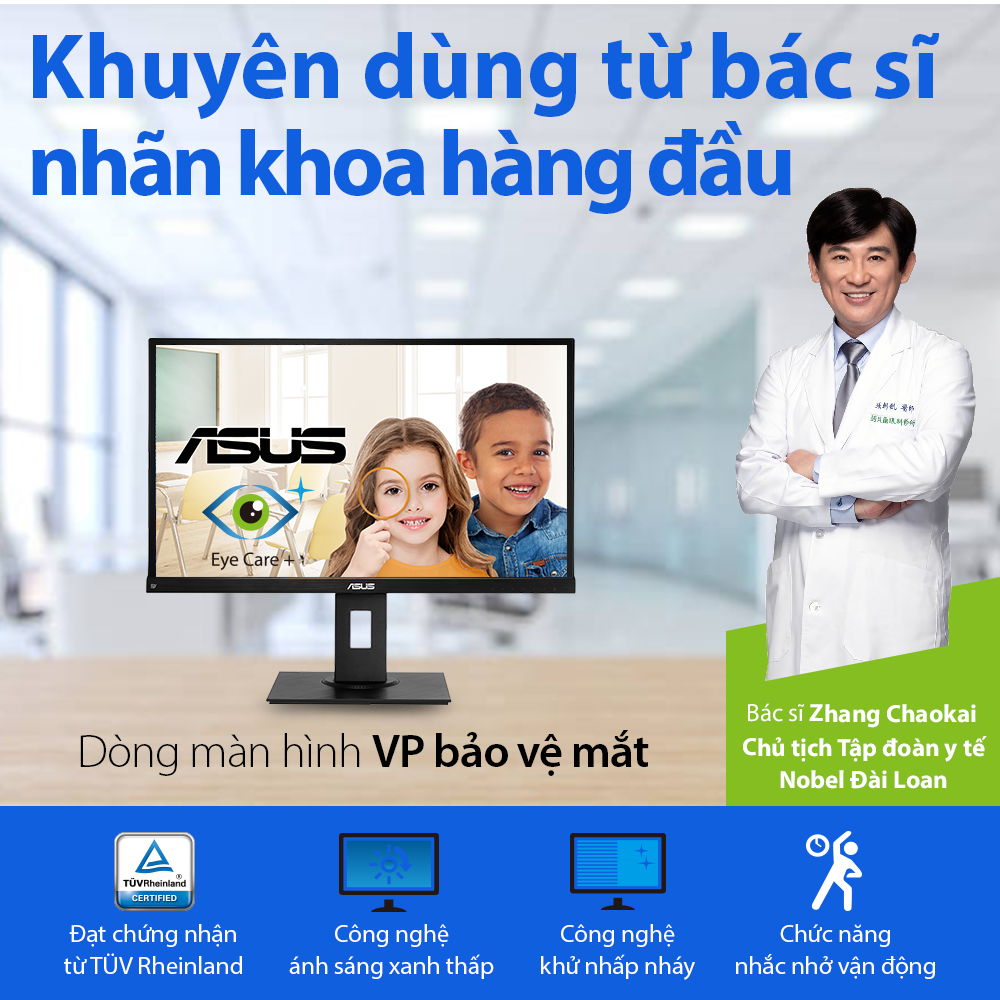 Khuyên dùng từ bác sĩ
nhãn khoa hàng đầu
ASUS
Eye Care +
ASUS
Dòng màn hình VP bảo vệ mắt
Bác sĩ Zhang Chaokai
Chủ tịch Tập đoàn y tế
Nobel Đài Loan
TÜVRheinland
CERTIFIED
Đạt chứng nhận
từ TÜV Rheinland
Công nghệ
ánh sáng xanh thấp
Công nghệ
khử nhấp nháy
Chức năng
nhắc nhở vận động